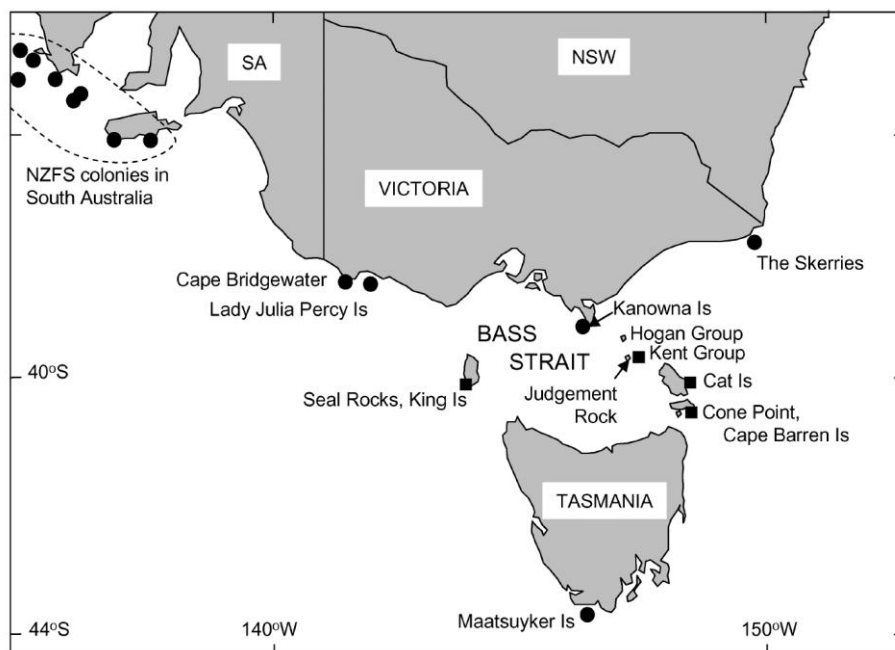 SA
NSW
NZFS colonies in
South Australia
VICTORIA
The Skerries
Cape Bridgewater
Lady Julia Percy Is
Kanowna Is
BASS
STRAIT
Hogan Group
Kent Group
Judgement
Rock
40°S
Seal Rocks, King Is
Cat Is
Cone Point,
Cape Barren Is
TASMANIA
Maatsuyker Is
44°S
140°W
150°W